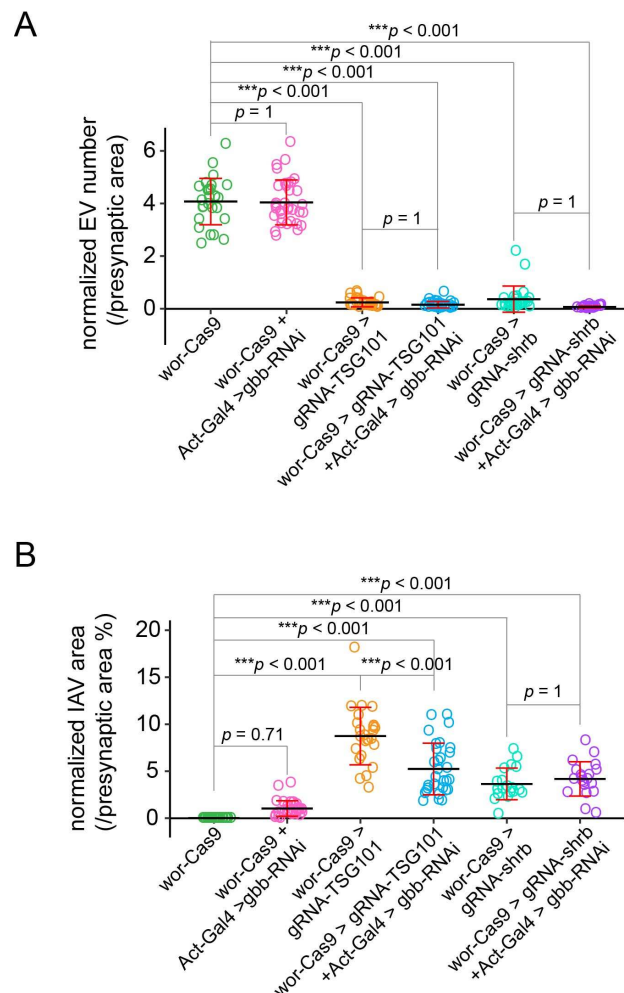 A
***p < 0.001
***p < 0.001
***p < 0.001
***p < 0.001
p = 1
p = 1
p = 1
normalized EV number
(/presynaptic area)
6
4
2
0
wor-Cas9
wor-Cas9 +
Act-Gal4 >gbb-RNAi
wor-Cas9 >
gRNA-TSG101
wor-Cas9 > gRNA-TSG101
+Act-Gal4 > gbb-RNAi
wor-Cas9 >
gRNA-shrb
wor-Cas9 > gRNA-shrb
+Act-Gal4 > gbb-RNAi
B
***p < 0.001
***p < 0.001
***p < 0.001
***p < 0.001 ***p < 0.001
p = 1
p = 0.71
normalized IAV area
(/presynaptic area %)
20
15
10
5
0
wor-Cas9
wor-Cas9 +
Act-Gal4 >gbb-RNAi
wor-Cas9 >
gRNA-TSG101
wor-Cas9 > gRNA-TSG101
+Act-Gal4 > gbb-RNAi
wor-Cas9 >
gRNA-shrb
wor-Cas9 > gRNA-shrb
+Act-Gal4 > gbb-RNAi